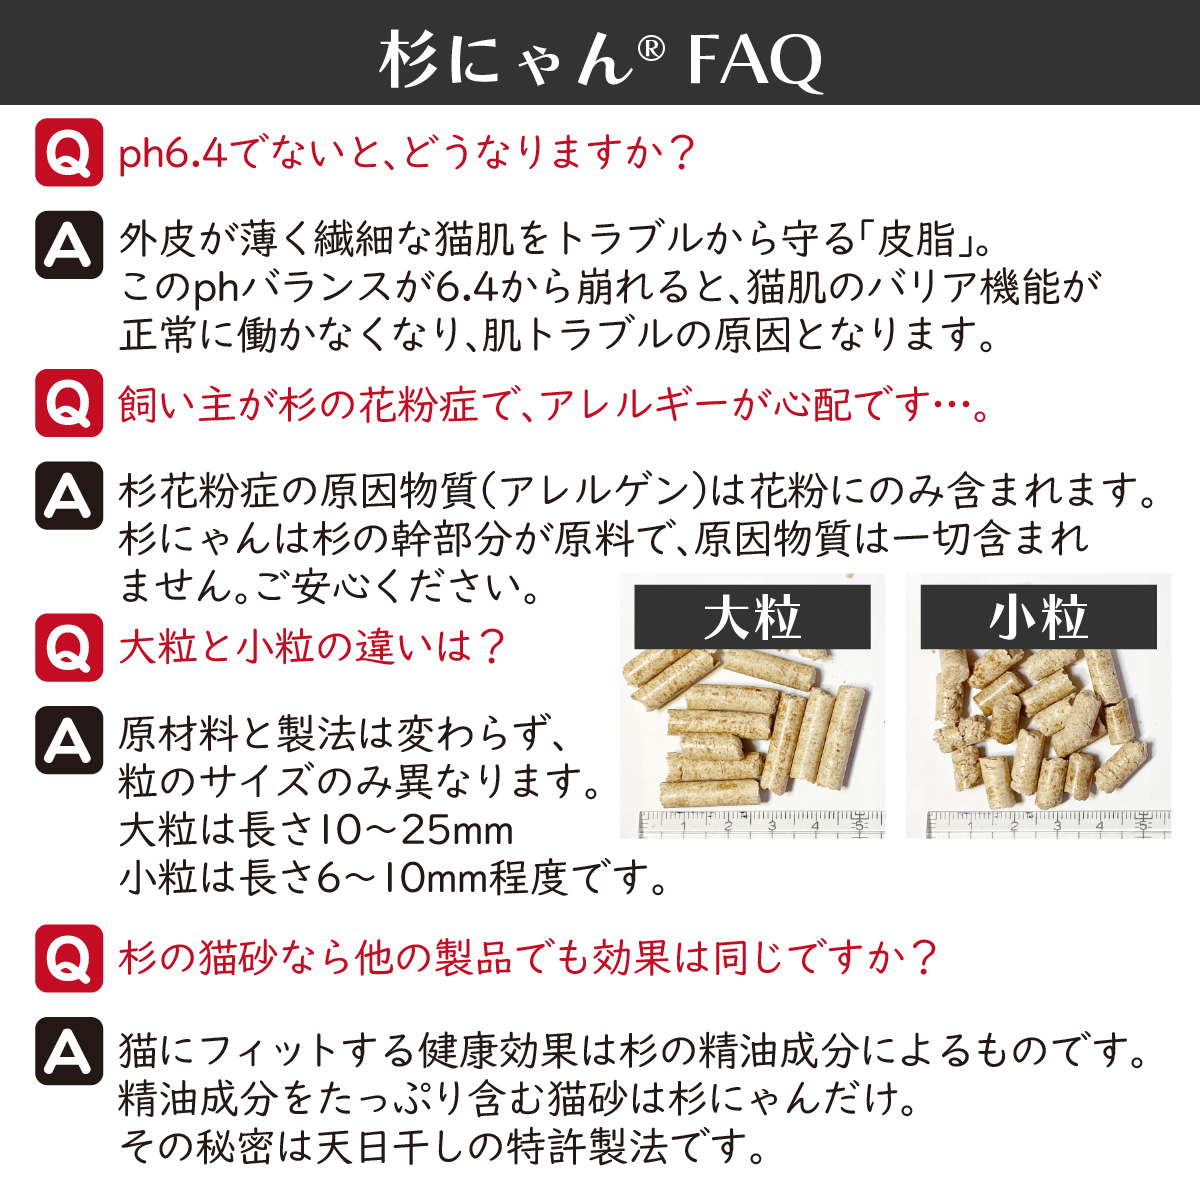 杉にゃん® FAQ
Q ph6.4でないと、どうなりますか？
A 外皮が薄く繊細な猫肌をトラブルから守る「皮脂」。
このphバランスが6.4から崩れると、猫肌のバリア機能が
正常に働かなくなり、肌トラブルの原因となります。
Q 飼い主が杉の花粉症で、アレルギーが心配です…。
A 杉花粉症の原因物質（アレルゲン）は花粉にのみ含まれます。
杉にゃんは杉の幹部分が原料で、原因物質は一切含まれ
ません。ご安心ください。
Q 大粒と小粒の違いは？
A 原材料と製法は変わらず、
粒のサイズのみ異なります。
大粒は長さ10～25mm
小粒は長さ6～10mm程度です。
大粒
1 2 3 4 5
小粒
1 2 3 4 5
Q 杉の猫砂なら他の製品でも効果は同じですか？
A 猫にフィットする健康効果は杉の精油成分によるものです。
精油成分をたっぷり含む猫砂は杉にゃんだけ。
その秘密は天日干しの特許製法です。